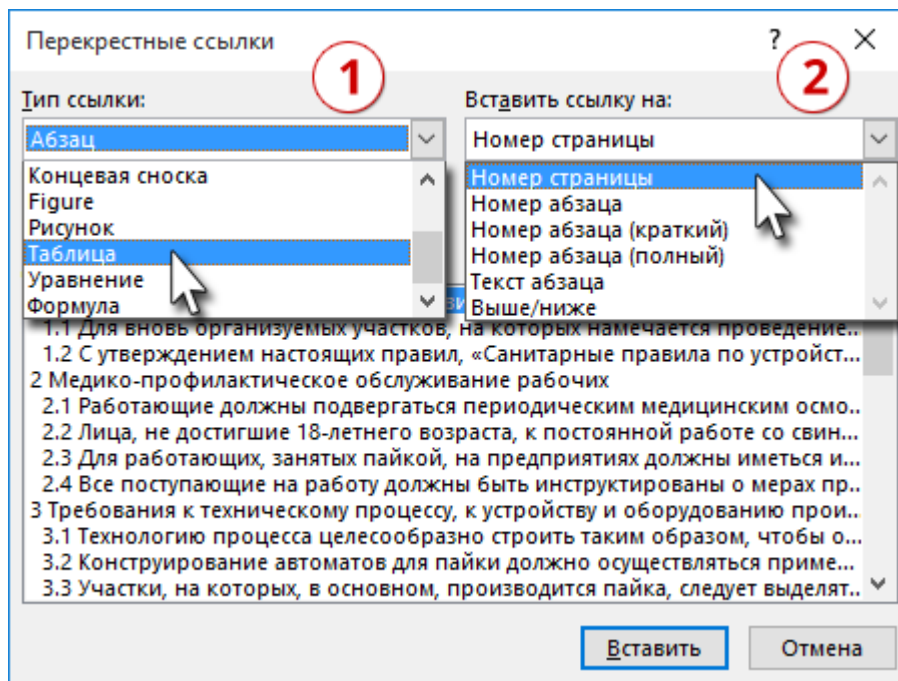 Перекрестные ссылки ? ×
1 2
Тип ссылки: Вставить ссылку на:
Абзац Номер страницы
Концевая сноска Номер страницы
Figure Номер абзаца
Рисунок Номер абзаца (краткий)
Таблица Номер абзаца (полный)
Уравнение Текст абзаца
Формула Выше/ниже
1.1 Для вновь организуемых участков, на которых намечается проведение...
1.2 С утверждением настоящих правил, «Санитарные правила по устройст...
2 Медико-профилактическое обслуживание рабочих
2.1 Работающие должны подвергаться периодическим медицинским осмо..
2.2 Лица, не достигшие 18-летнего возраста, к постоянной работе со свин...
2.3 Для работающих, занятых пайкой, на предприятиях должны иметься и...
2.4 Все поступающие на работу должны быть инструктированы о мерах пр..
3 Требования к техническому процессу, к устройству и оборудованию прои..
3.1 Технологию процесса целесообразно строить таким образом, чтобы о...
3.2 Конструирование автоматов для пайки должно осуществляться приме...
3.3 Участки, на которых, в основном, производится пайка, следует выделят..
Вставить Отмена